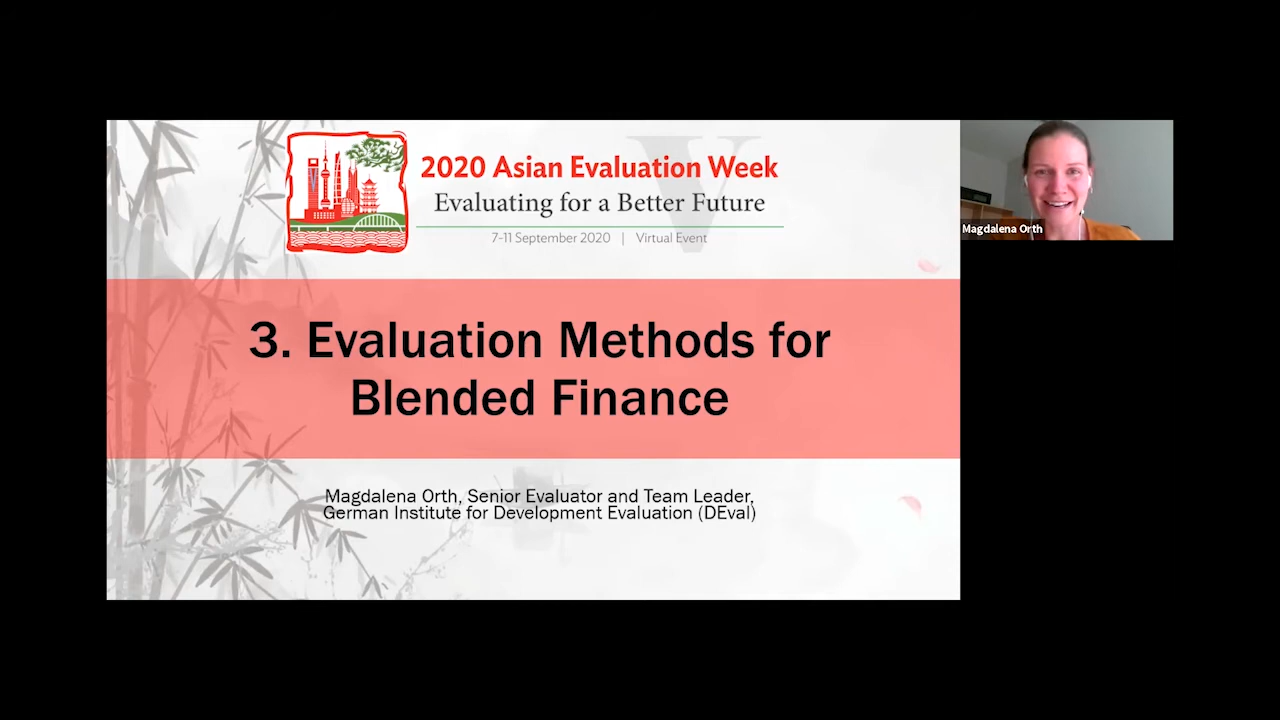 2020 Asian Evaluation Week
Evaluating for a Better Future
7-11 September 2020 | Virtual Event
Magdalena Orth
3. Evaluation Methods for
Blended Finance
Magdalena Orth, Senior Evaluator and Team Leader,
German Institute for Development Evaluation (DEval)